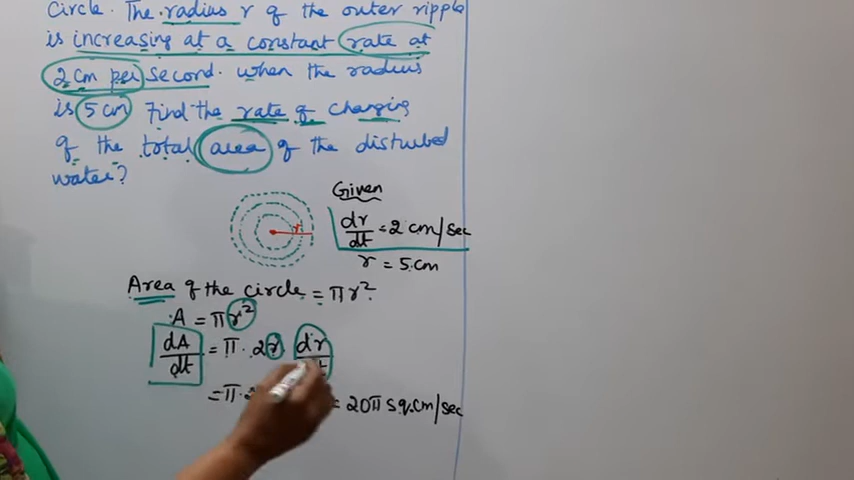 Circle. The radius r of the outer ripple
is increasing at a constant rate at
2 cm per second. when the radius
is 5 cm Find the rate of changing
of the total area of the disturbed
water?
Given
dr/dt = 2 cm/sec
r = 5 cm
r
Area of the circle = πr²
A = πr²
dA/dt = π · 2r dr/dt
= π · 2
= 20π sq.cm/sec